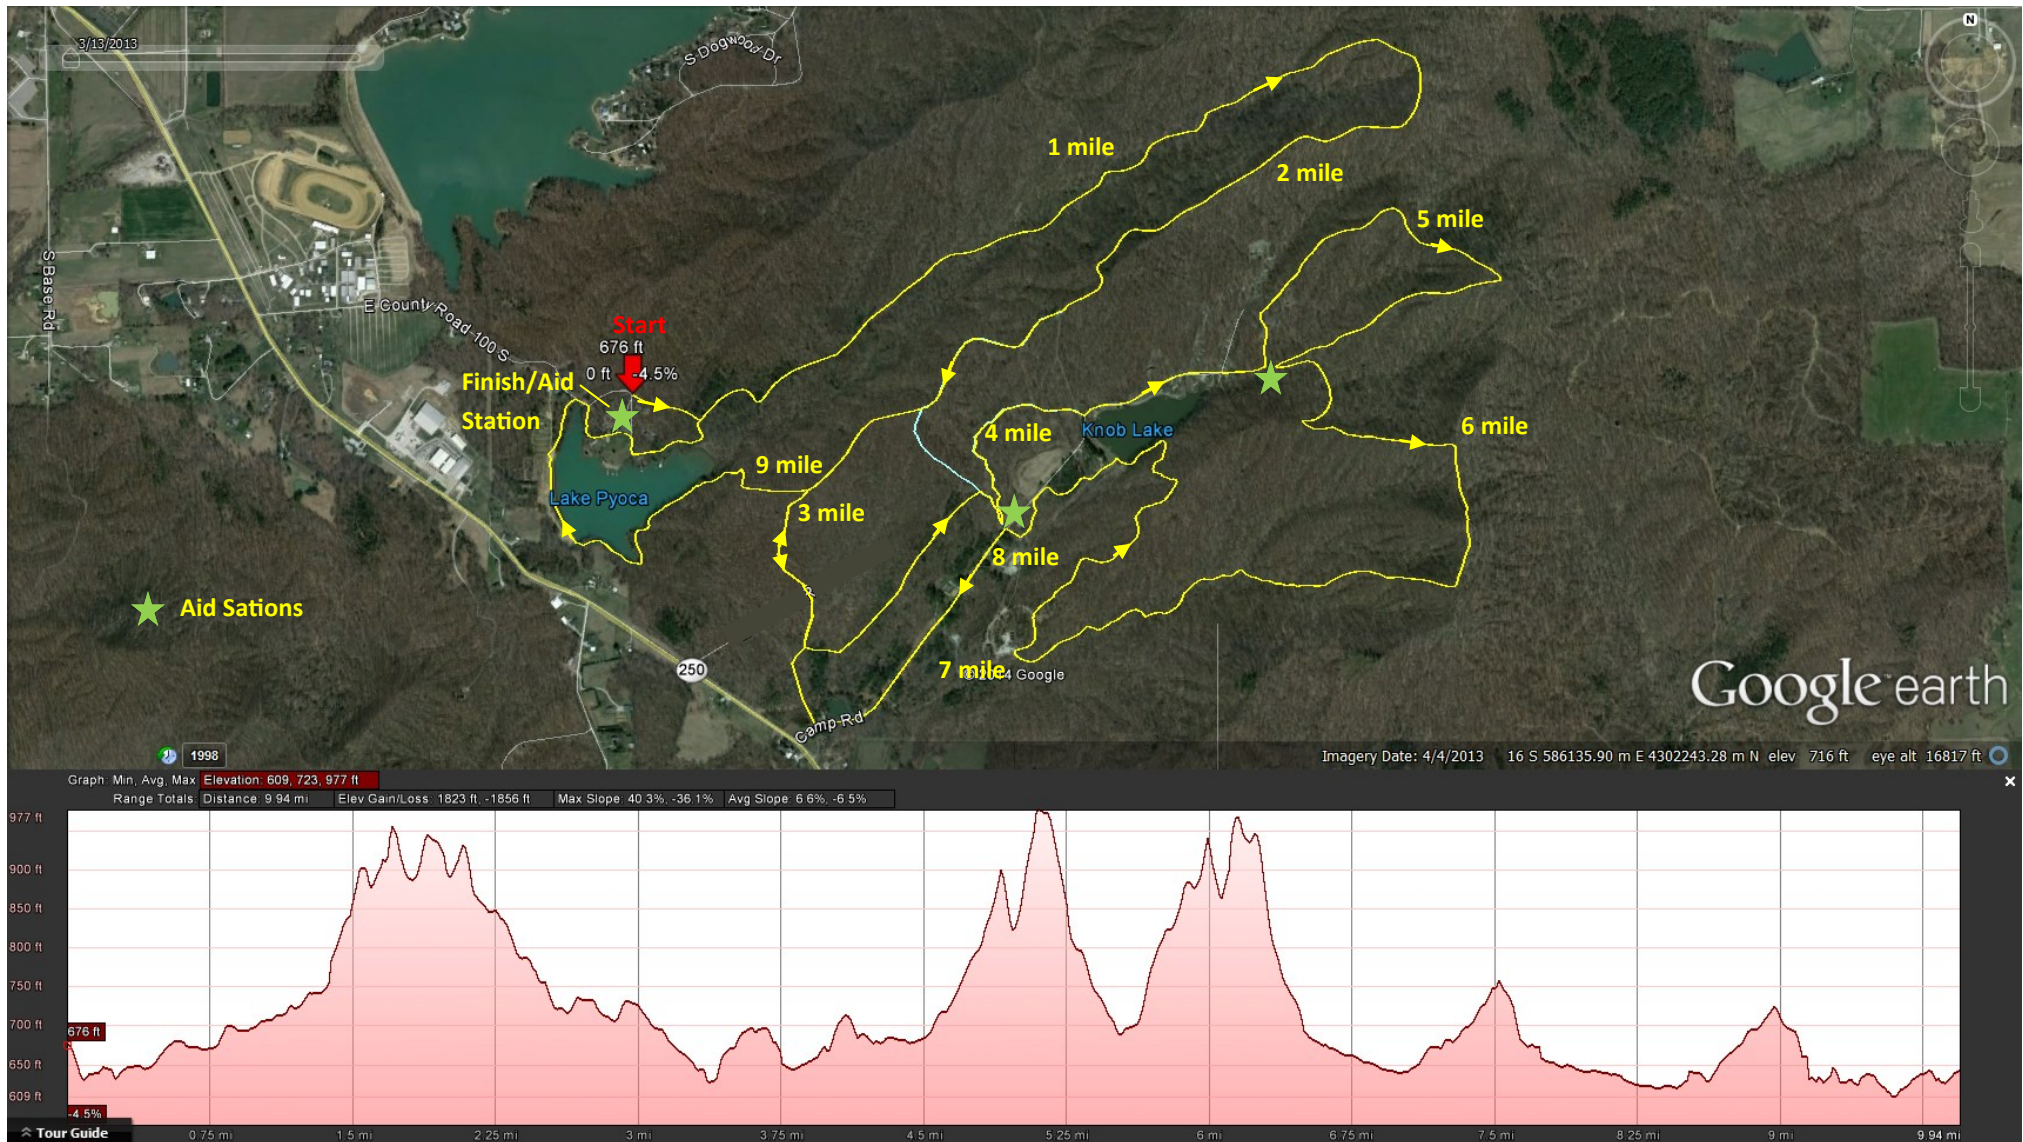 N
3/13/2013
S Dogwood Dr
1 mile
2 mile
5 mile
S Base Rd
E County Road 100 S
Start
676 ft
0 ft -4.5%
Finish/Aid
Station
4 mile
Knob Lake
6 mile
9 mile
Lake Pyoca
3 mile
8 mile
Aid Sations
250
7 mile
© 2014 Google
Google earth
Camp Rd
1998
Imagery Date: 4/4/2013 16 S 586135.90 m E 4302243.28 m N elev 716 ft eye alt 16817 ft
Graph: Min, Avg, Max Elevation: 609, 723, 977 ft
Range Totals: Distance: 9.94 mi Elev Gain/Loss: 1823 ft, -1856 ft Max Slope: 40.3%, -36.1% Avg Slope: 6.6%, -6.5%
977 ft
900 ft
850 ft
800 ft
750 ft
700 ft
676 ft
650 ft
609 ft
-4.5%
Tour Guide
0.75 mi 1.5 mi 2.25 mi 3 mi 3.75 mi 4.5 mi 5.25 mi 6 mi 6.75 mi 7.5 mi 8.25 mi 9 mi 9.94 mi